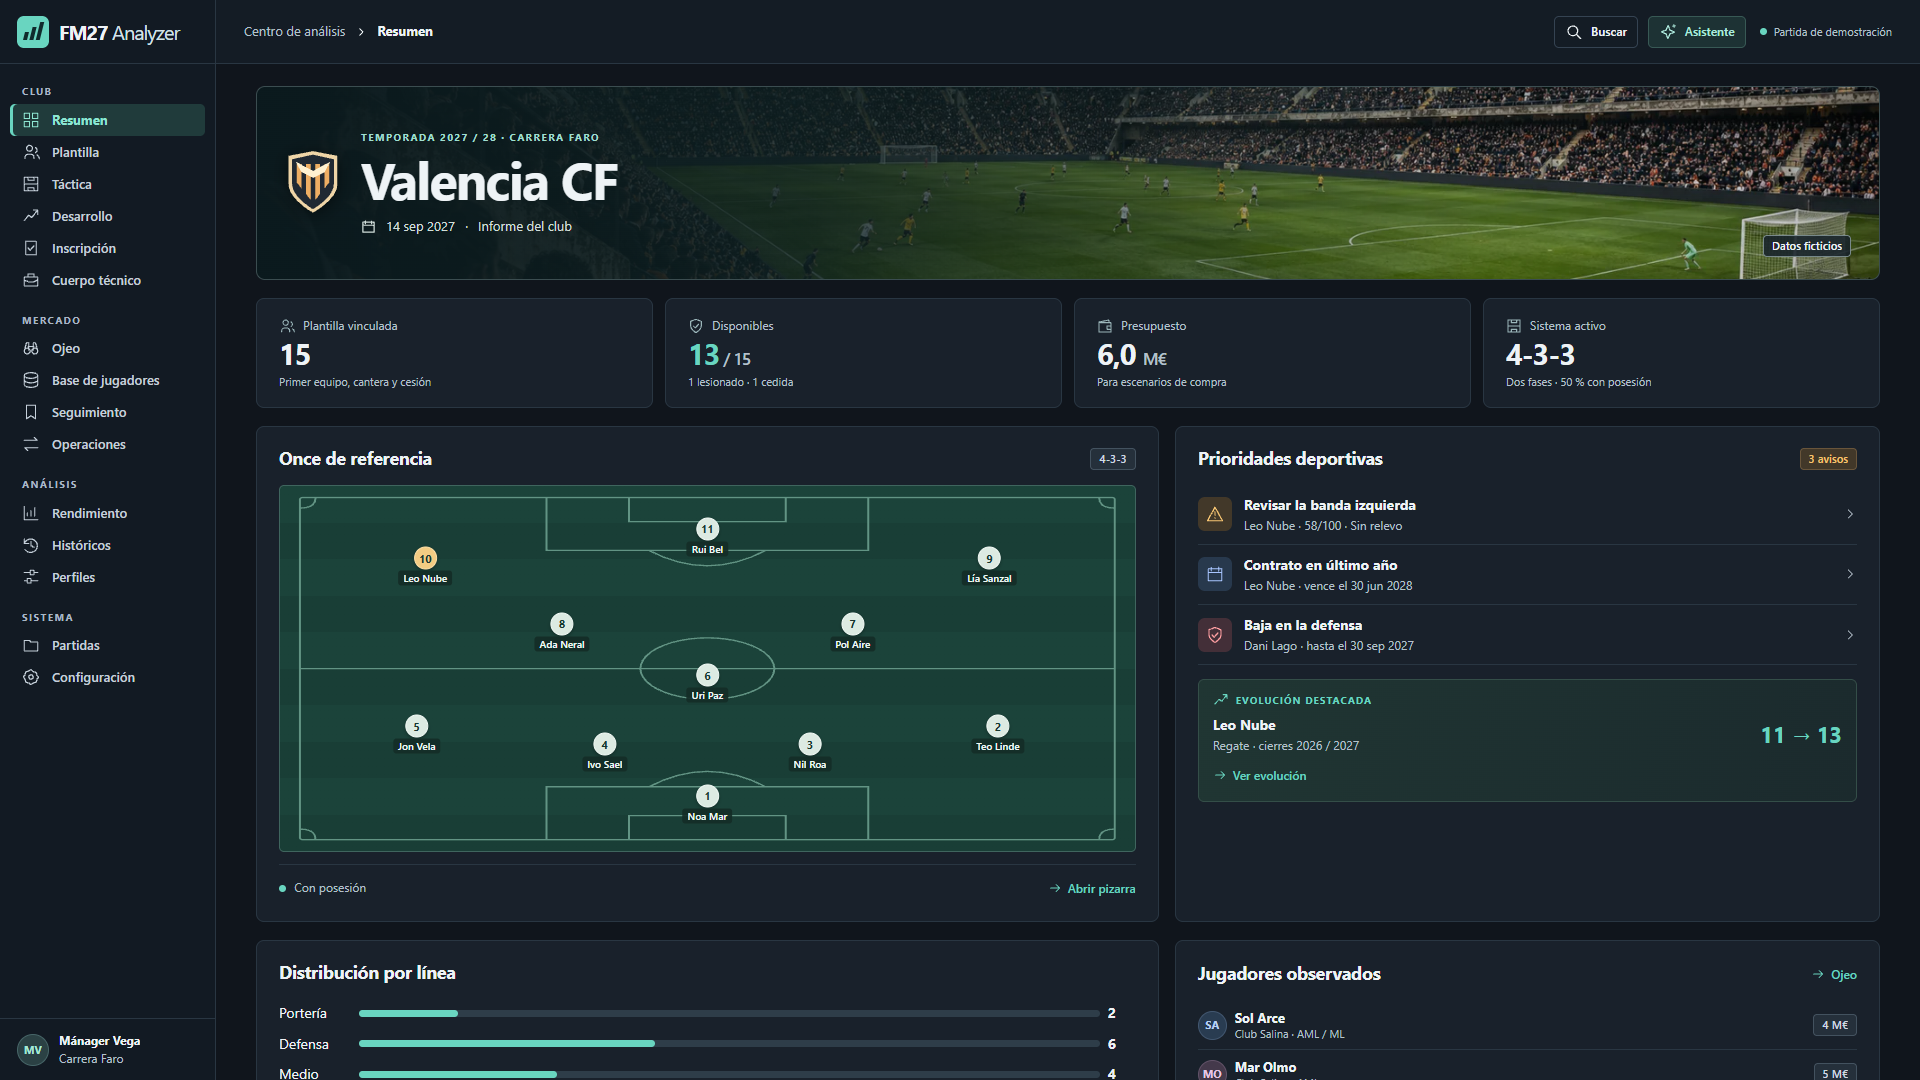 FM27 Analyzer
Centro de análisis > Resumen
Buscar
Asistente
Partida de demostración
CLUB
Resumen
Plantilla
Táctica
Desarrollo
Inscripción
Cuerpo técnico
MERCADO
Ojeo
Base de jugadores
Seguimiento
Operaciones
ANÁLISIS
Rendimiento
Históricos
Perfiles
SISTEMA
Partidas
Configuración
MV
Mánager Vega
Carrera Faro
TEMPORADA 2027 / 28 · CARRERA FARO
Valencia CF
14 sep 2027 · Informe del club
Datos ficticios
Plantilla vinculada
15
Primer equipo, cantera y cesión
Disponibles
13 / 15
1 lesionado · 1 cedida
Presupuesto
6,0 M€
Para escenarios de compra
Sistema activo
4-3-3
Dos fases · 50 % con posesión
Once de referencia
4-3-3
11
Rui Bel
10
Leo Nube
9
Lía Sanzal
8
Ada Neral
7
Pol Aire
6
Uri Paz
5
Jon Vela
4
Ivo Sael
3
Nil Roa
2
Teo Linde
1
Noa Mar
Con posesión
→ Abrir pizarra
Prioridades deportivas
3 avisos
Revisar la banda izquierda
Leo Nube · 58/100 · Sin relevo
Contrato en último año
Leo Nube · vence el 30 jun 2028
Baja en la defensa
Dani Lago · hasta el 30 sep 2027
EVOLUCIÓN DESTACADA
Leo Nube
Regate · cierres 2026 / 2027
11 → 13
→ Ver evolución
Distribución por línea
Portería 2
Defensa 6
Medio 4
Jugadores observados
→ Ojeo
SA
Sol Arce
Club Salina · AML / ML
4 M€
MO
Mar Olmo
5 M€